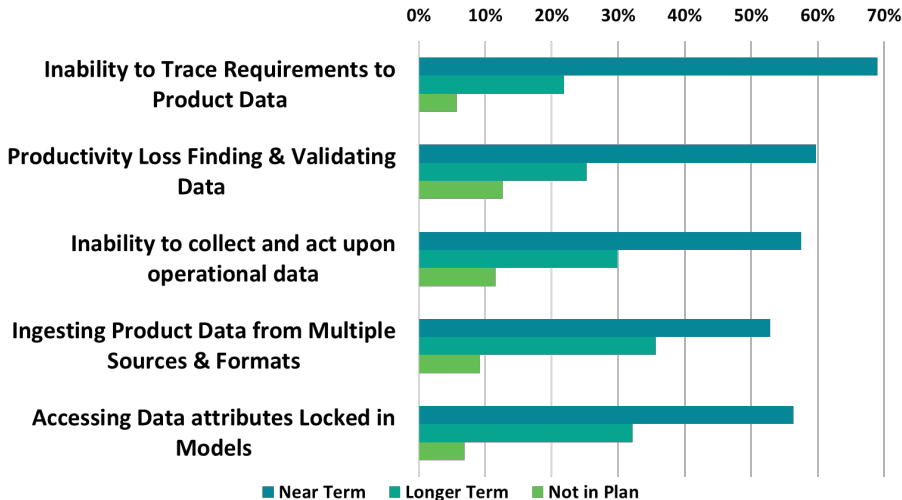 0% 10% 20% 30% 40% 50% 60% 70%
Inability to Trace Requirements to
Product Data
Productivity Loss Finding & Validating
Data
Inability to collect and act upon
operational data
Ingesting Product Data from Multiple
Sources & Formats
Accessing Data attributes Locked in
Models
Near Term Longer Term Not in Plan